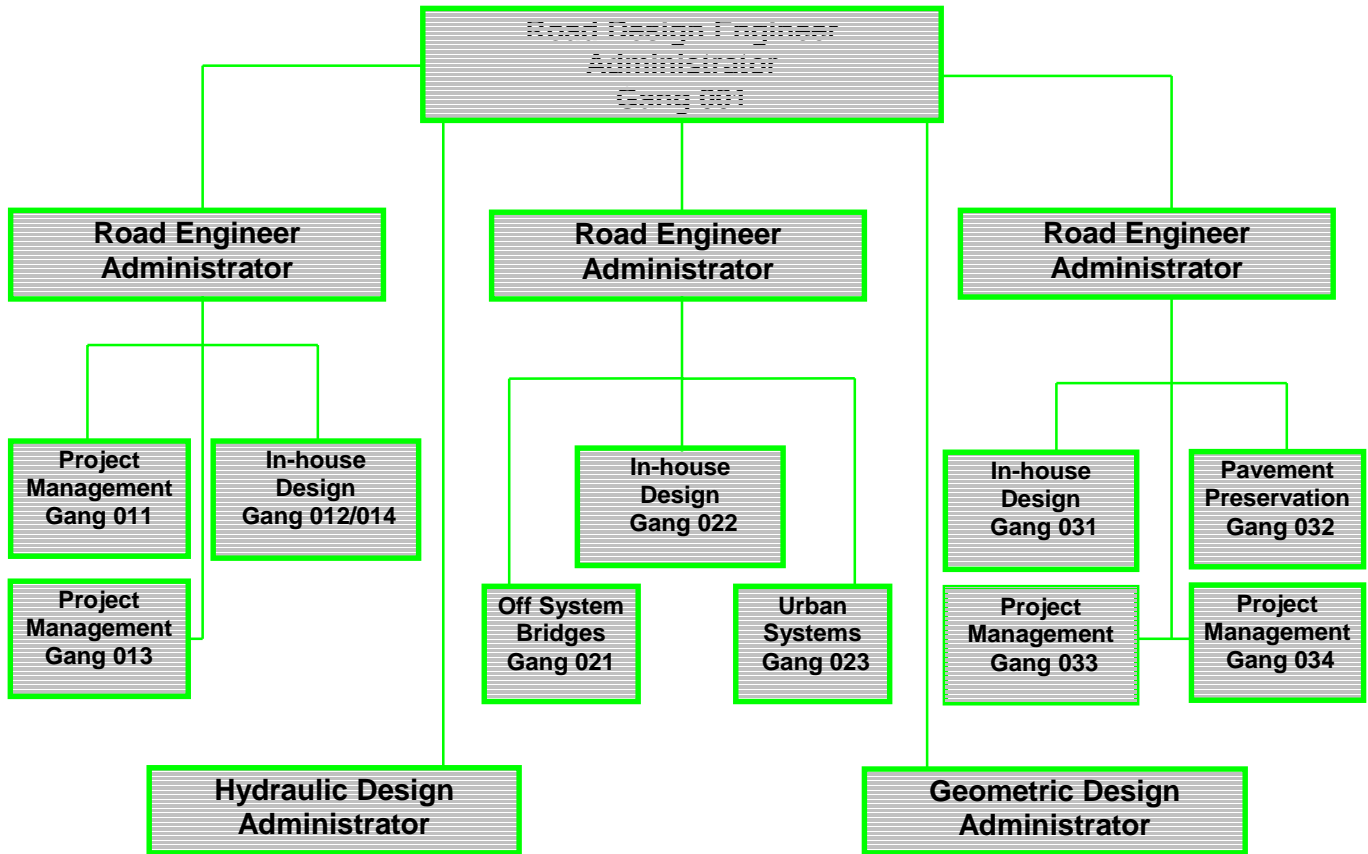 Road Design Engineer
Administrator
Gang 001
Road Engineer
Administrator
Road Engineer
Administrator
Road Engineer
Administrator
Project
Management
Gang 011
In-house
Design
Gang 012/014
Project
Management
Gang 013
In-house
Design
Gang 022
Off System
Bridges
Gang 021
Urban
Systems
Gang 023
In-house
Design
Gang 031
Pavement
Preservation
Gang 032
Project
Management
Gang 033
Project
Management
Gang 034
Hydraulic Design
Administrator
Geometric Design
Administrator